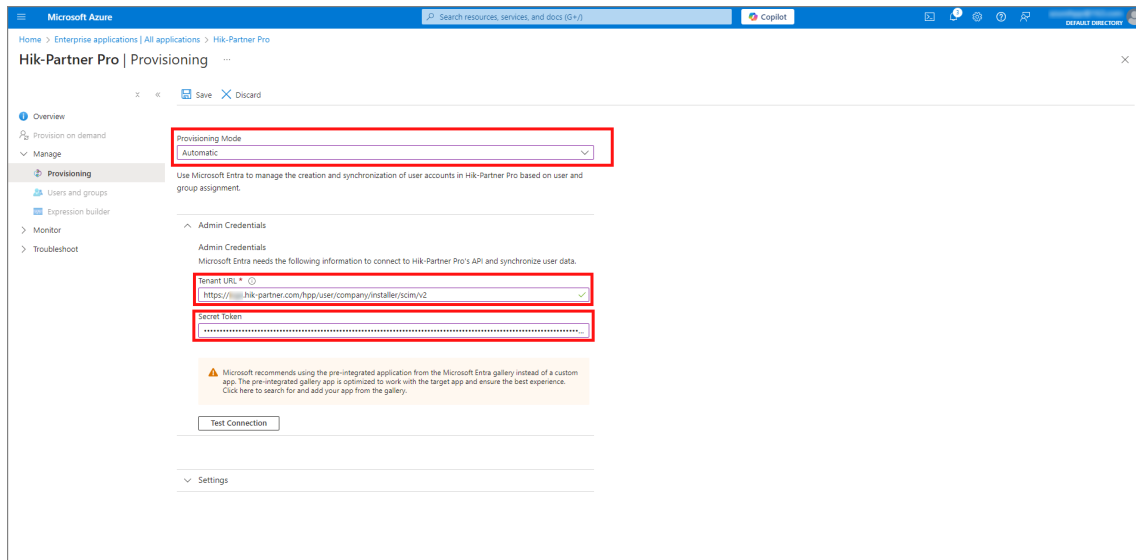 Microsoft Azure
Search resources, services, and docs (G+/)
Copilot
3
DEFAULT DIRECTORY
Home > Enterprise applications | All applications > Hik-Partner Pro
Hik-Partner Pro | Provisioning ...
Save
Discard
Overview
Provision on demand
Manage
Provisioning
Users and groups
Expression builder
Monitor
Troubleshoot
Provisioning Mode
Automatic
Use Microsoft Entra to manage the creation and synchronization of user accounts in Hik-Partner Pro based on user and
group assignment.
Admin Credentials
Admin Credentials
Microsoft Entra needs the following information to connect to Hik-Partner Pro's API and synchronize user data.
Tenant URL *
https:// .hik-partner.com/hpp/user/company/installer/scim/v2
Secret Token
Microsoft recommends using the pre-integrated application from the Microsoft Entra gallery instead of a custom
app. The pre-integrated gallery app is optimized to work with the target app and ensure the best experience.
Click here to search for and add your app from the gallery.
Test Connection
Settings